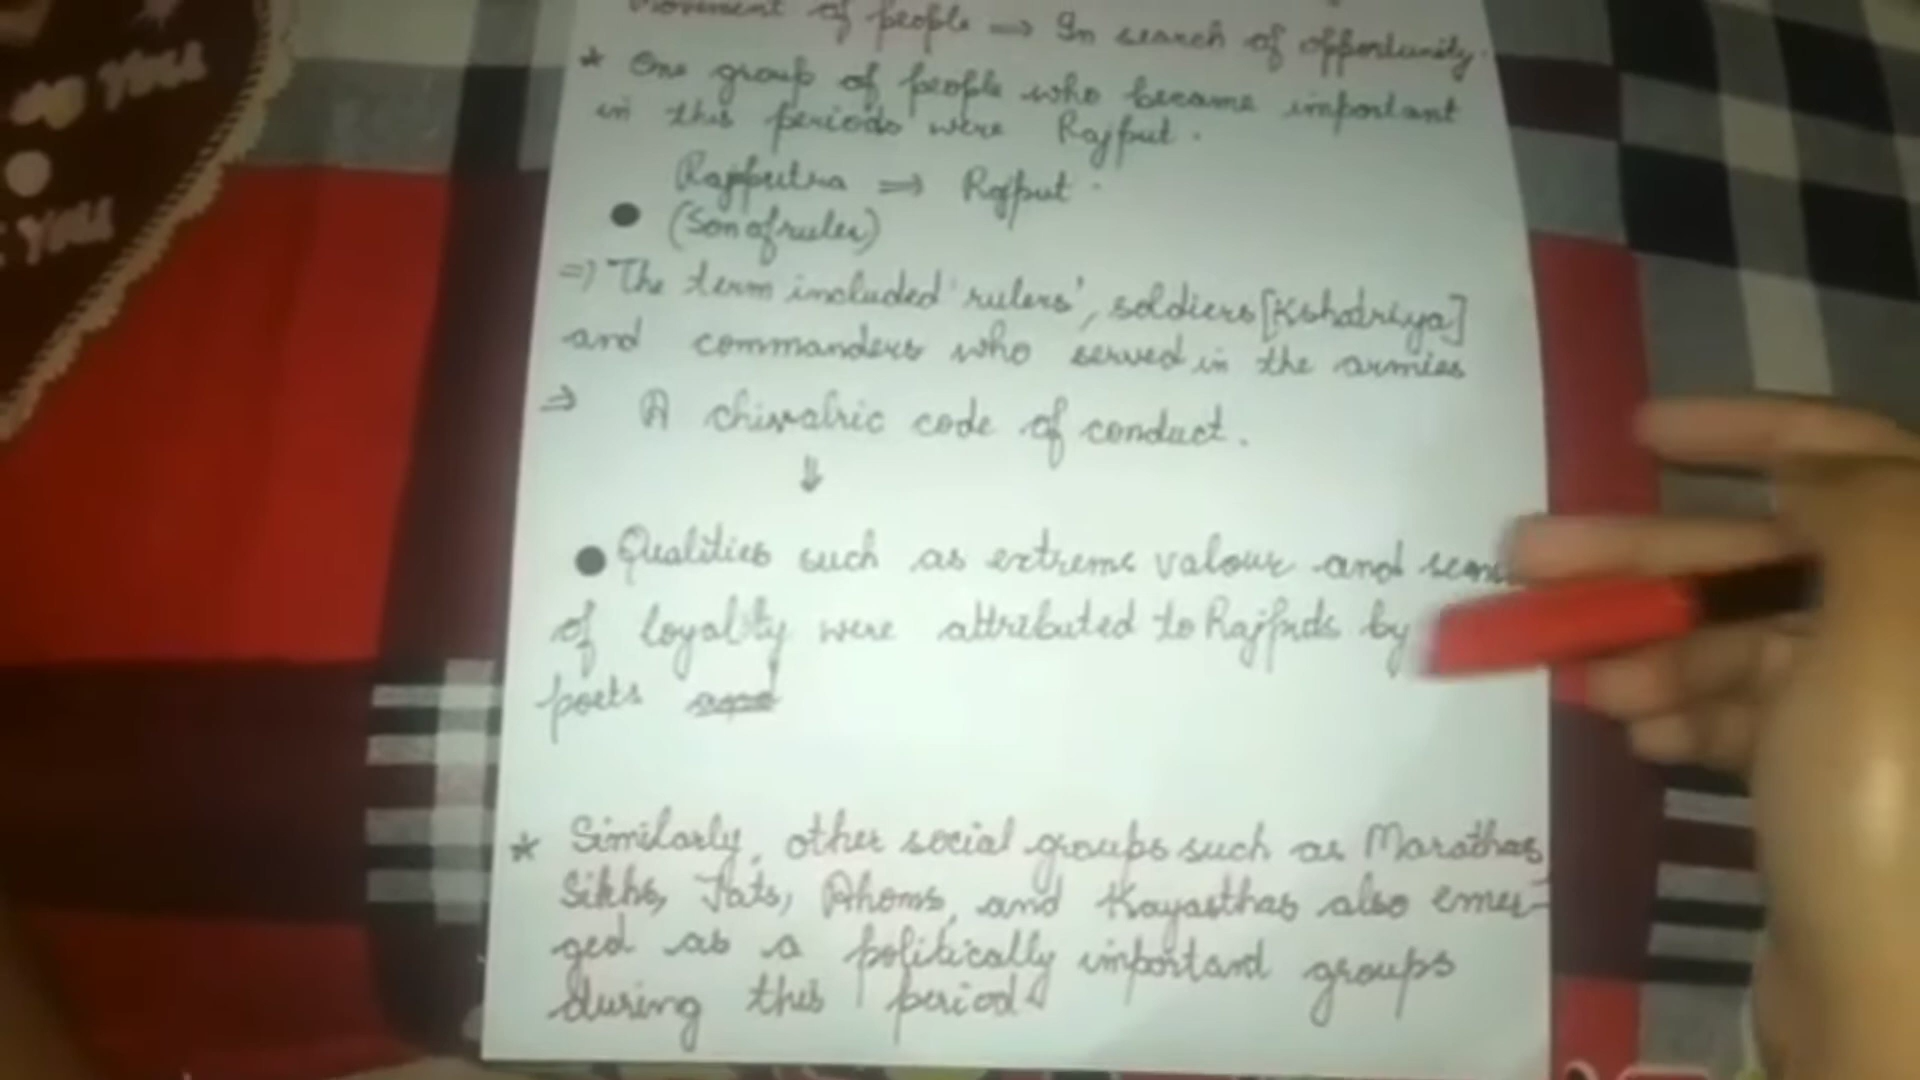 Movement of people ⇒ In search of opportunity.
* One group of people who became important
in this periods were Rajput.
Rajputra ⇒ Rajput.
● (Son of ruler)
⇒ The term included 'rulers', soldiers [Kshatriya]
and commanders who served in the armies
⇒ A chivalric code of conduct.
⇓
● Qualities such as extreme valour and
of loyality were attributed to Rajputs by
poets
* Similarly, other social groups such as Marathas,
Sikhs, Jats, Ahoms, and Kayasthas also emer-
ged as a politically important groups
during this period.
YOU
YOU